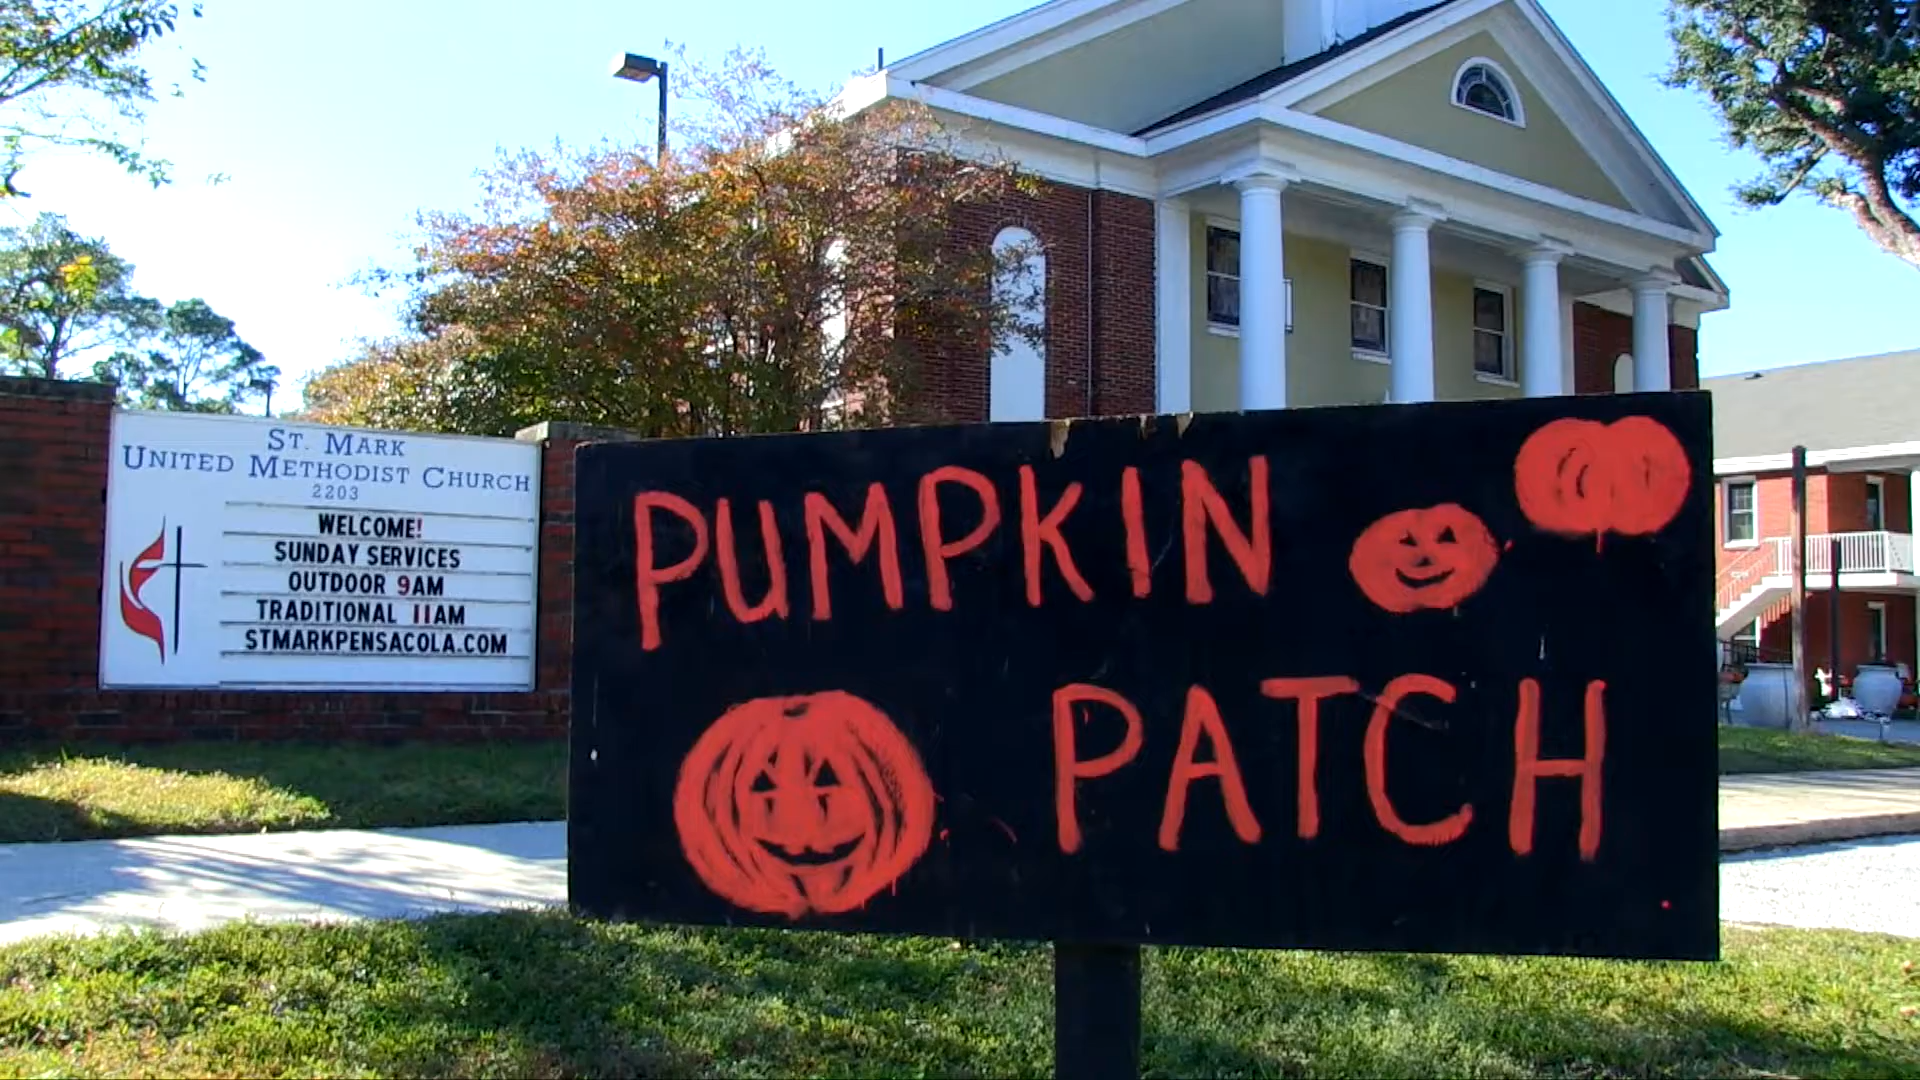 St. Mark
United Methodist Church
2203
WELCOME!
SUNDAY SERVICES
OUTDOOR 9AM
TRADITIONAL 11AM
STMARKPENSACOLA.COM
PUMPKIN
PATCH